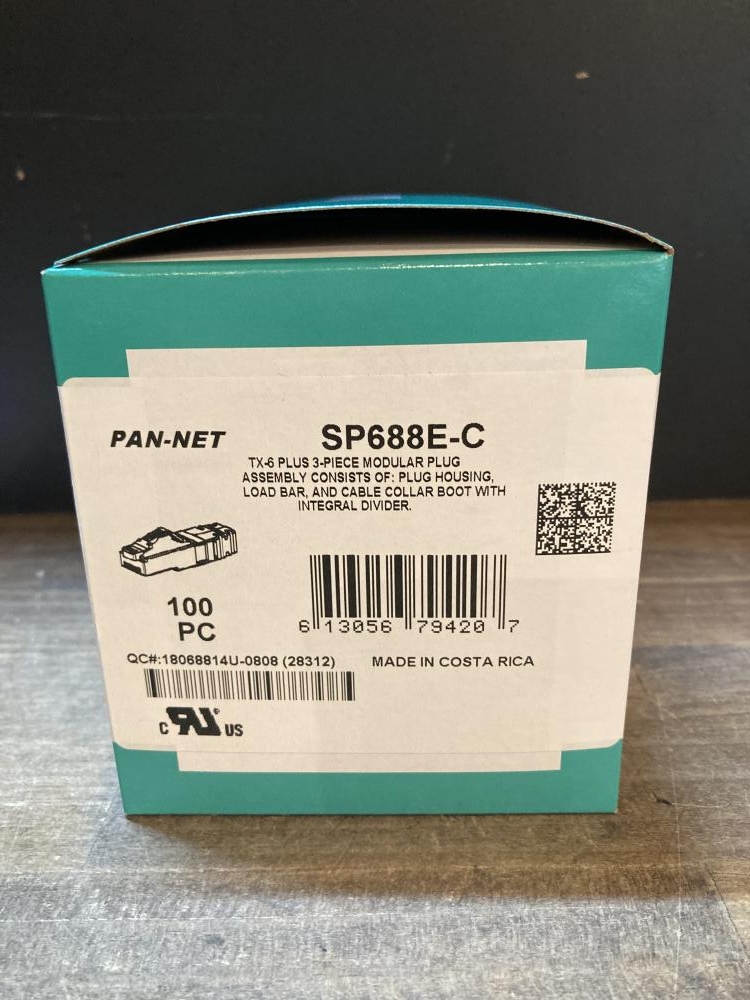 PAN-NET
SP688E-C
TX-6 PLUS 3-PIECE MODULAR PLUG
ASSEMBLY CONSISTS OF: PLUG HOUSING,
LOAD BAR, AND CABLE COLLAR BOOT WITH
INTEGRAL DIVIDER.
100
PC
6 13056 79420 7
QC#:18068814U-0808 (28312)
MADE IN COSTA RICA
C RU® US